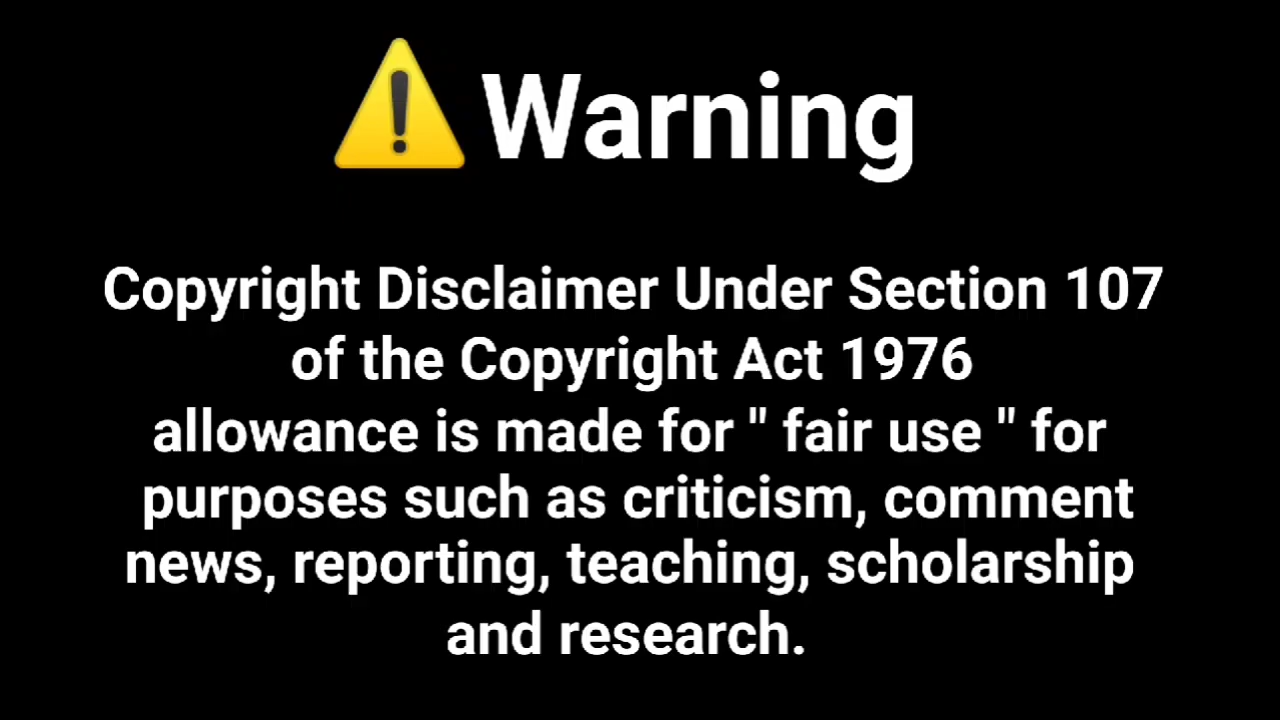 ⚠️Warning
Copyright Disclaimer Under Section 107
of the Copyright Act 1976
allowance is made for " fair use " for
purposes such as criticism, comment
news, reporting, teaching, scholarship
and research.